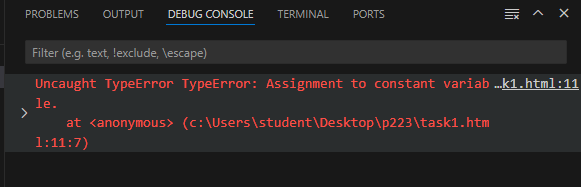 PROBLEMS OUTPUT DEBUG CONSOLE TERMINAL PORTS
Filter (e.g. text, !exclude, \escape)
Uncaught TypeError TypeError: Assignment to constant variab …k1.html:11
le.
at <anonymous> (c:\Users\student\Desktop\p223\task1.htm
l:11:7)